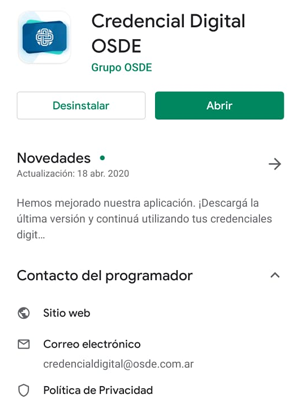 Credencial Digital
OSDE
Grupo OSDE
Desinstalar
Abrir
Novedades
Actualización: 18 abr. 2020
Hemos mejorado nuestra aplicación. ¡Descargá la
última versión y continuá utilizando tus credenciales
digit...
Contacto del programador
Sitio web
Correo electrónico
credencialdigital@osde.com.ar
Política de Privacidad